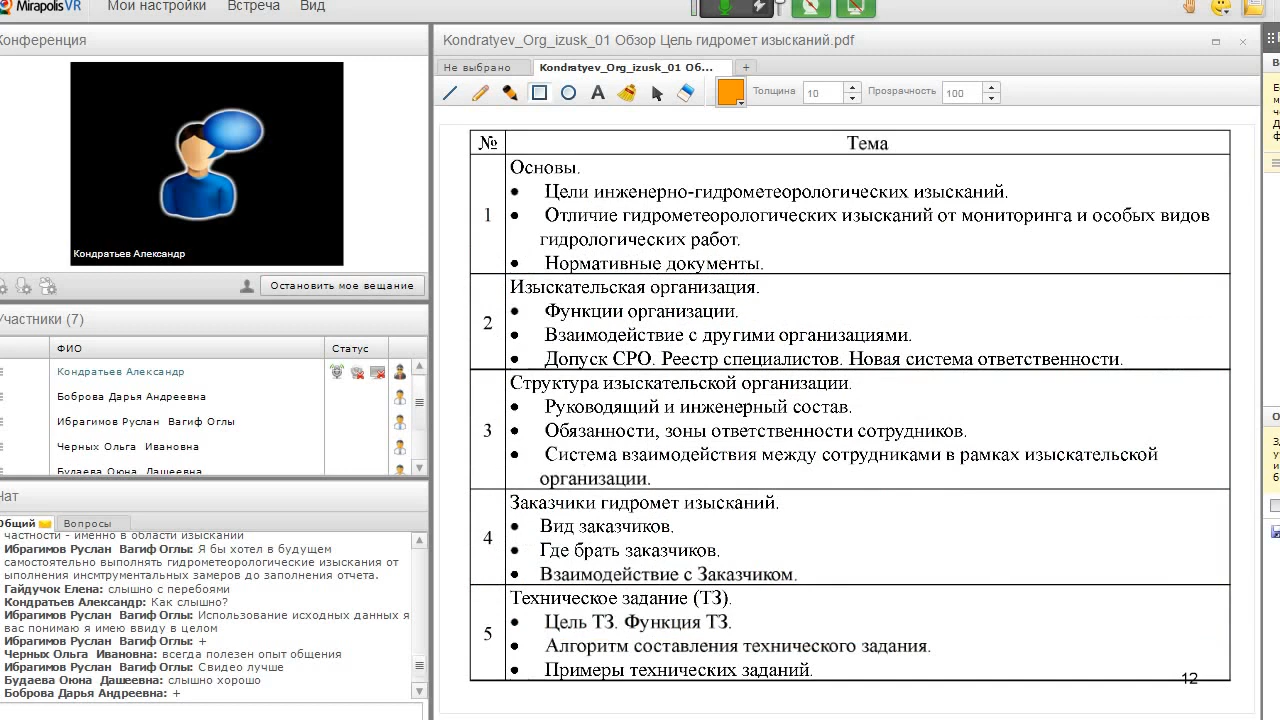 MirapolisVR Мои настройки Встреча Вид
Конференция
Кондратьев Александр
Остановить мое вещание
Участники (7)
ФИО Статус
Кондратьев Александр
Боброва Дарья Андреевна
Ибрагимов Руслан Вагиф Оглы
Черных Ольга Ивановна
Будаева Оюна Дашеевна
Чат
Общий Вопросы
частности - именно в области изысканий
Ибрагимов Руслан Вагиф Оглы: Я бы хотел в будущем
самостоятельно выполнять гидрометеорологические изыскания от
ыполнения инсмтрументальных замеров до заполнения отчета.
Гайдучок Елена: слышно с перебоями
Кондратьев Александр: Как слышно?
Ибрагимов Руслан Вагиф Оглы: Использование исходных данных я
вас понимаю я имею ввиду в целом
Ибрагимов Руслан Вагиф Оглы: +
Черных Ольга Ивановна: всегда полезен опыт общения
Ибрагимов Руслан Вагиф Оглы: Свидео лучше
Будаева Оюна Дашеевна: слышно хорошо
Боброва Дарья Андреевна: +
Kondratyev_Org_izusk_01 Обзор Цель гидромет изысканий.pdf
Не выбрано Kondratyev_Org_izusk_01 Об... +
A Толщина 10 Прозрачность 100
№ Тема
1
Основы.
• Цели инженерно-гидрометеорологических изысканий.
• Отличие гидрометеорологических изысканий от мониторинга и особых видов
гидрологических работ.
• Нормативные документы.
2
Изыскательская организация.
• Функции организации.
• Взаимодействие с другими организациями.
• Допуск СРО. Реестр специалистов. Новая система ответственности.
3
Структура изыскательской организации.
• Руководящий и инженерный состав.
• Обязанности, зоны ответственности сотрудников.
• Система взаимодействия между сотрудниками в рамках изыскательской
организации.
4
Заказчики гидромет изысканий.
• Вид заказчиков.
• Где брать заказчиков.
• Взаимодействие с Заказчиком.
5
Техническое задание (ТЗ).
• Цель ТЗ. Функция ТЗ.
• Алгоритм составления технического задания.
• Примеры технических заданий.
12